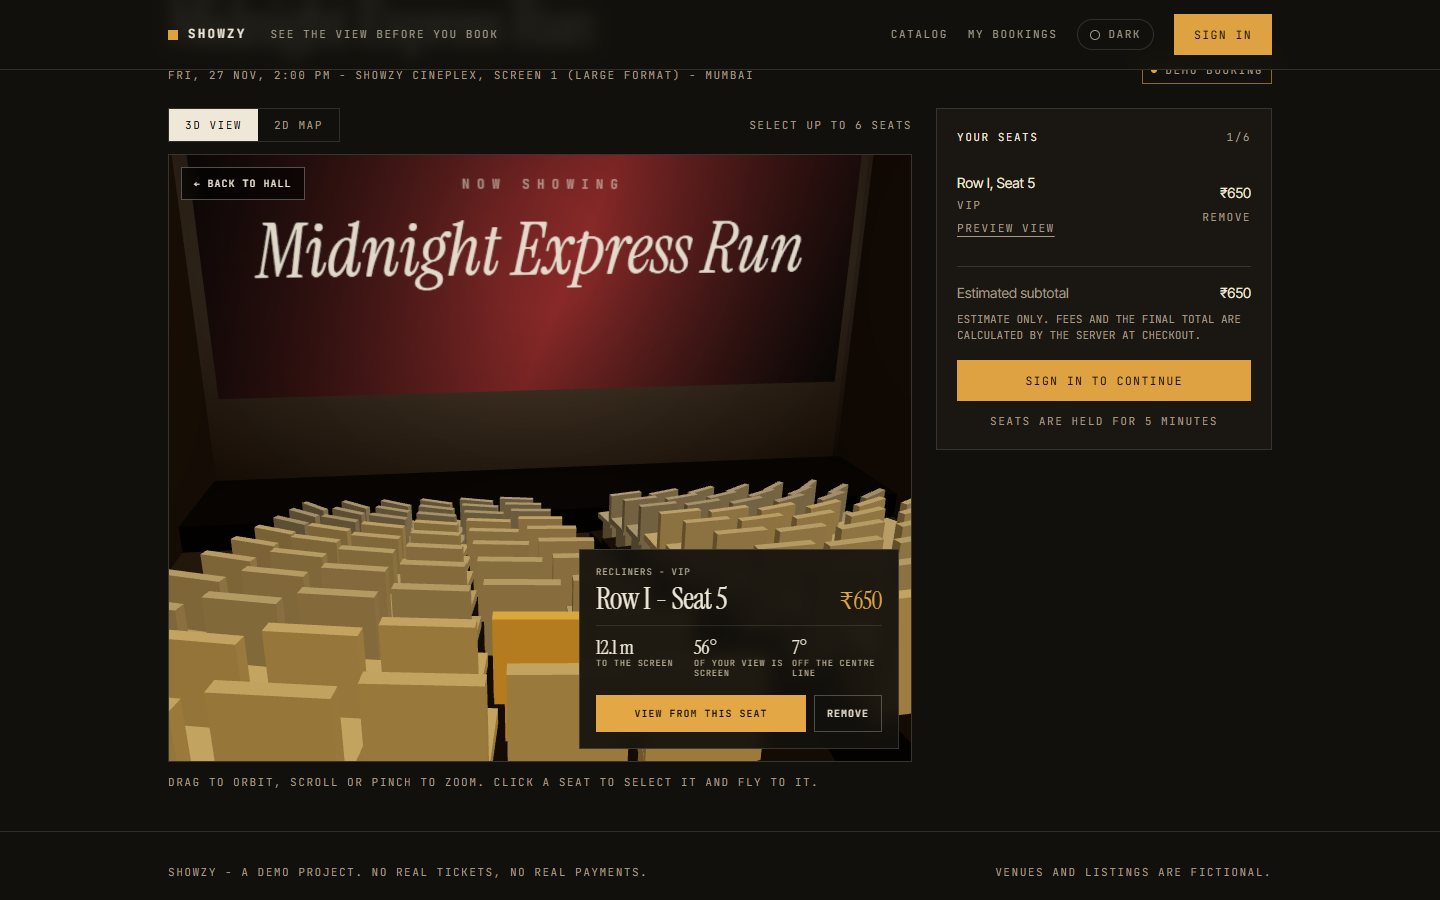 SHOWZY
SEE THE VIEW BEFORE YOU BOOK
CATALOG
MY BOOKINGS
DARK
SIGN IN
FRI, 27 NOV, 2:00 PM - SHOWZY CINEPLEX, SCREEN 1 (LARGE FORMAT) - MUMBAI
DEMO BOOKING
3D VIEW
2D MAP
SELECT UP TO 6 SEATS
← BACK TO HALL
NOW SHOWING
Midnight Express Run
YOUR SEATS
1/6
Row I, Seat 5
₹650
VIP
REMOVE
PREVIEW VIEW
Estimated subtotal
₹650
ESTIMATE ONLY. FEES AND THE FINAL TOTAL ARE
CALCULATED BY THE SERVER AT CHECKOUT.
SIGN IN TO CONTINUE
SEATS ARE HELD FOR 5 MINUTES
RECLINERS - VIP
Row I - Seat 5
₹650
12.1 m
TO THE SCREEN
56°
OF YOUR VIEW IS
SCREEN
7°
OFF THE CENTRE
LINE
VIEW FROM THIS SEAT
REMOVE
DRAG TO ORBIT, SCROLL OR PINCH TO ZOOM. CLICK A SEAT TO SELECT IT AND FLY TO IT.
SHOWZY - A DEMO PROJECT. NO REAL TICKETS, NO REAL PAYMENTS.
VENUES AND LISTINGS ARE FICTIONAL.